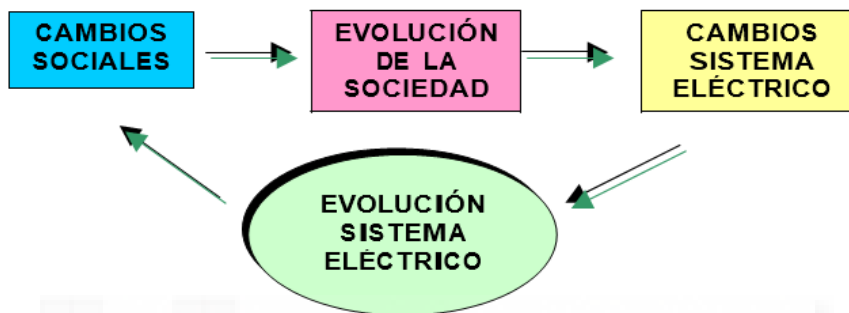 CAMBIOS
SOCIALES
EVOLUCIÓN
DE LA
SOCIEDAD
CAMBIOS
SISTEMA
ELÉCTRICO
EVOLUCIÓN
SISTEMA
ELÉCTRICO